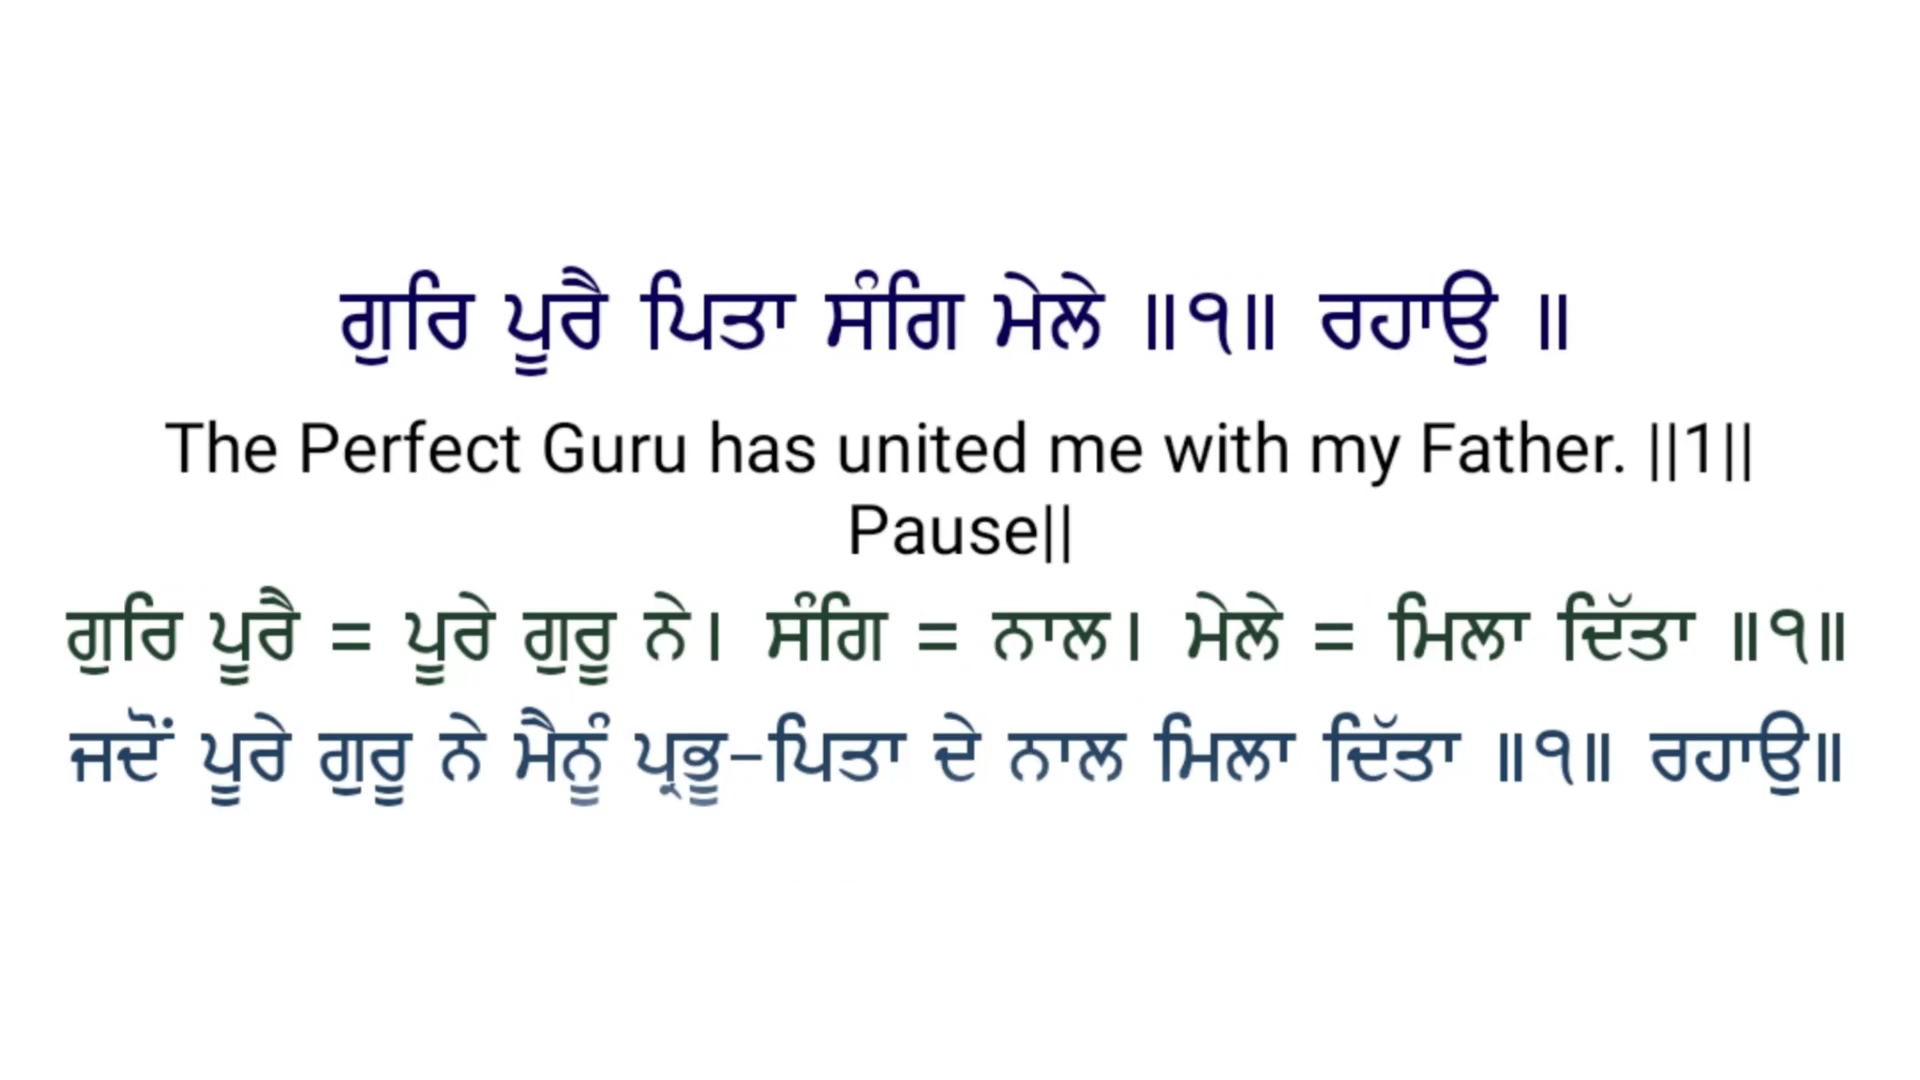 ਗੁਰਿ ਪੂਰੈ ਪਿਤਾ ਸੰਗਿ ਮੇਲੇ ॥੧॥ ਰਹਾਉ ॥
The Perfect Guru has united me with my Father. ||1||
Pause||
ਗੁਰਿ ਪੂਰੈ = ਪੂਰੇ ਗੁਰੂ ਨੇ। ਸੰਗਿ = ਨਾਲ। ਮੇਲੇ = ਮਿਲਾ ਦਿੱਤਾ ॥੧॥
ਜਦੋਂ ਪੂਰੇ ਗੁਰੂ ਨੇ ਮੈਨੂੰ ਪ੍ਰਭੂ-ਪਿਤਾ ਦੇ ਨਾਲ ਮਿਲਾ ਦਿੱਤਾ ॥੧॥ ਰਹਾਉ॥